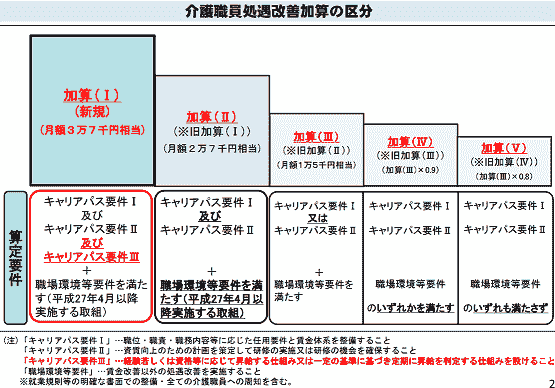 介護職員処遇改善加算の区分
加算(Ⅰ)
(新規)
(月額3万7千円相当)
加算(Ⅱ)
(※旧加算(Ⅰ))
(月額2万7千円相当)
加算(Ⅲ)
(※旧加算(Ⅱ))
(月額1万5千円相当)
加算(Ⅳ)
(※旧加算(Ⅲ))
(加算(Ⅲ)×0.9)
加算(Ⅴ)
(※旧加算(Ⅳ))
(加算(Ⅲ)×0.8)
算定要件
キャリアパス要件Ⅰ
及び
キャリアパス要件Ⅱ
及び
キャリアパス要件Ⅲ
+
職場環境等要件を満た
す(平成27年4月以降
実施する取組)
キャリアパス要件Ⅰ
及び
キャリアパス要件Ⅱ
+
職場環境等要件を満
たす(平成27年4月以
降実施する取組)
キャリアパス要件Ⅰ
又は
キャリアパス要件Ⅱ
+
職場環境等要件を
満たす
キャリアパス要件Ⅰ
キャリアパス要件Ⅱ
職場環境等要件
のいずれかを満たす
キャリアパス要件Ⅰ
キャリアパス要件Ⅱ
職場環境等要件
のいずれも満たさず
(注)「キャリアパス要件Ⅰ」…職位・職責・職務内容等に応じた任用要件と賃金体系を整備すること
「キャリアパス要件Ⅱ」…資質向上のための計画を策定して研修の実施又は研修の機会を確保すること
「キャリアパス要件Ⅲ」…経験若しくは資格等に応じて昇給する仕組み又は一定の基準に基づき定期に昇給を判定する仕組みを設けること
「職場環境等要件」…賃金改善以外の処遇改善を実施すること
※就業規則等の明確な書面での整備・全ての介護職員への周知を含む。
2